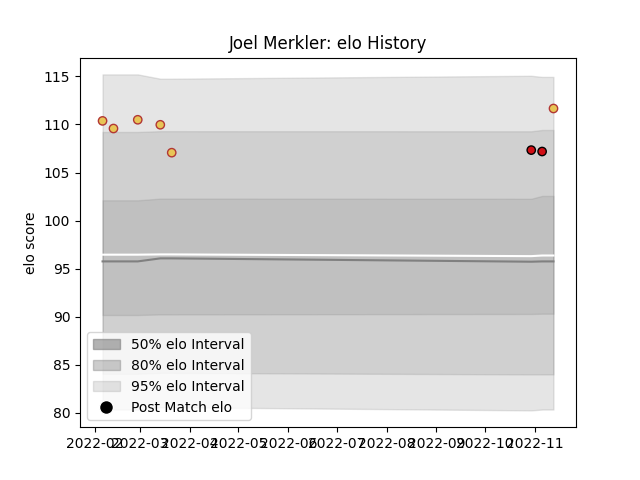 Joel Merkler: elo History
elo score
115
110
105
100
95
90
85
80
50% elo Interval
80% elo Interval
95% elo Interval
Post Match elo
2022-02 2022-03 2022-04 2022-05 2022-06 2022-07 2022-08 2022-09 2022-10 2022-11